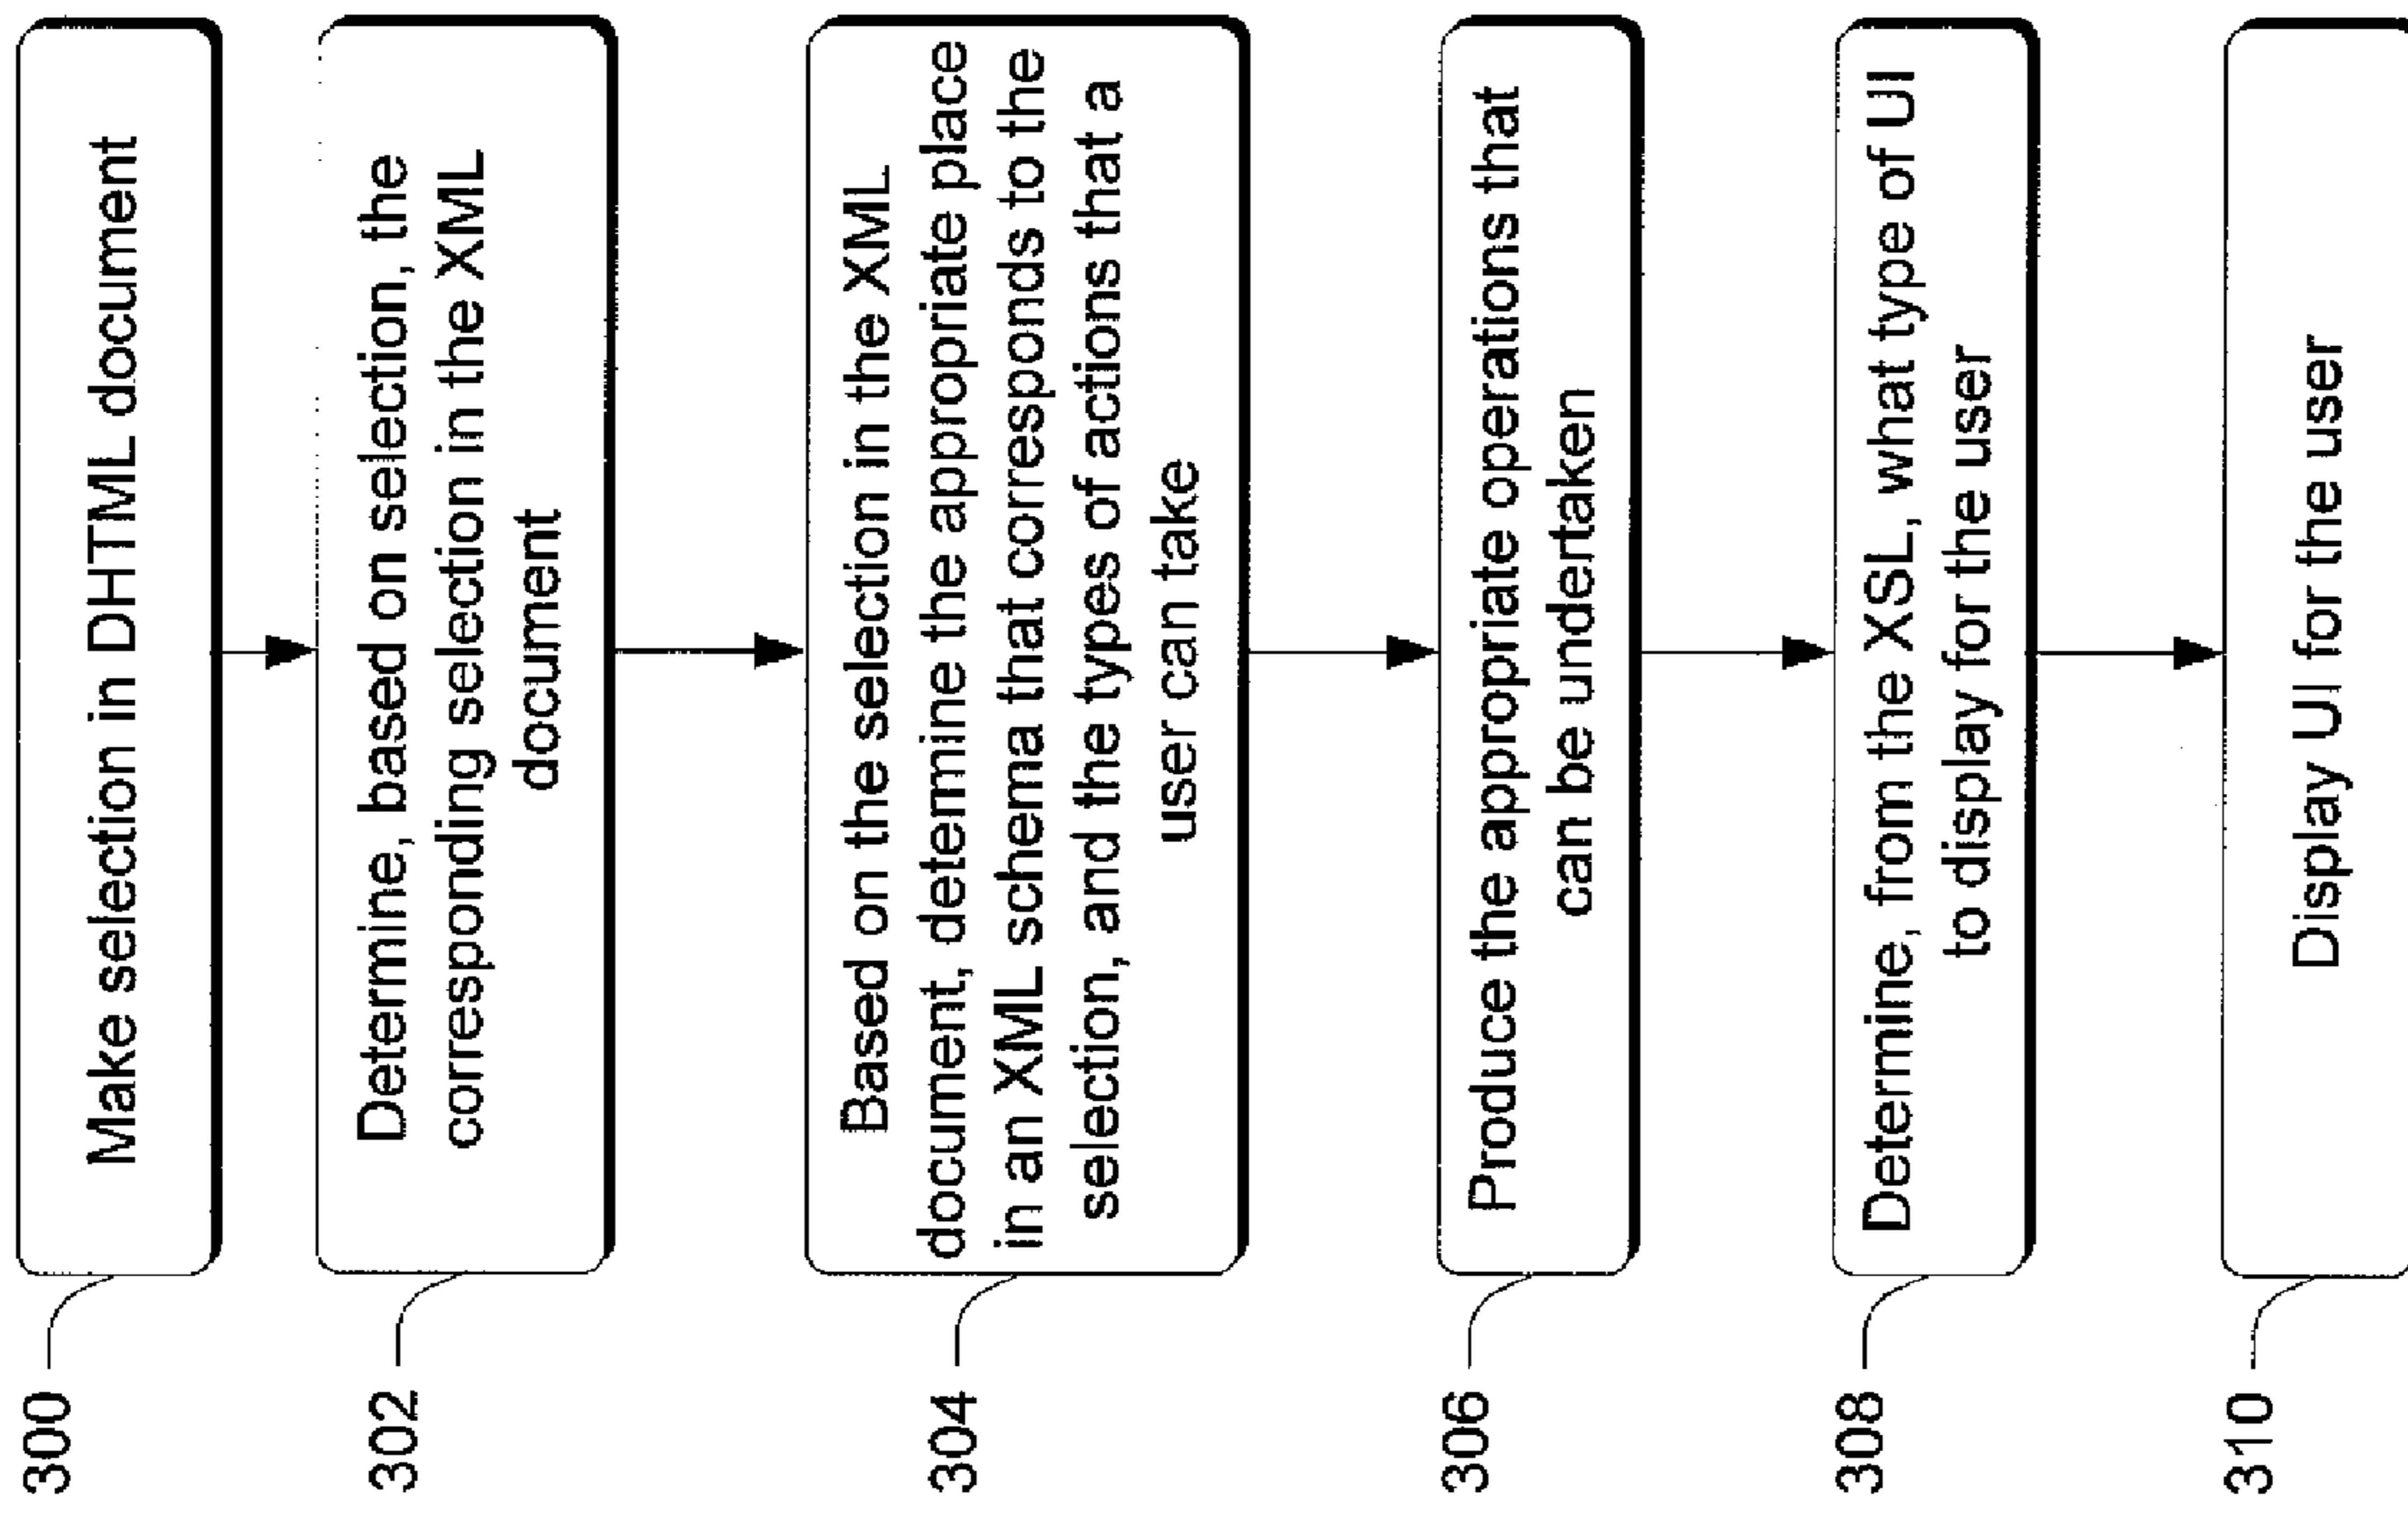 300
Make selection in DHTML document
302
Determine, based on selection, the
corresponding selection in the XML
document
304
Based on the selection in the XML
document, determine the appropriate place
in an XML schema that corresponds to the
selection, and the types of actions that a
user can take
306
Produce the appropriate operations that
can be undertaken
308
Determine, from the XSL, what type of UI
to display for the user
310
Display UI for the user